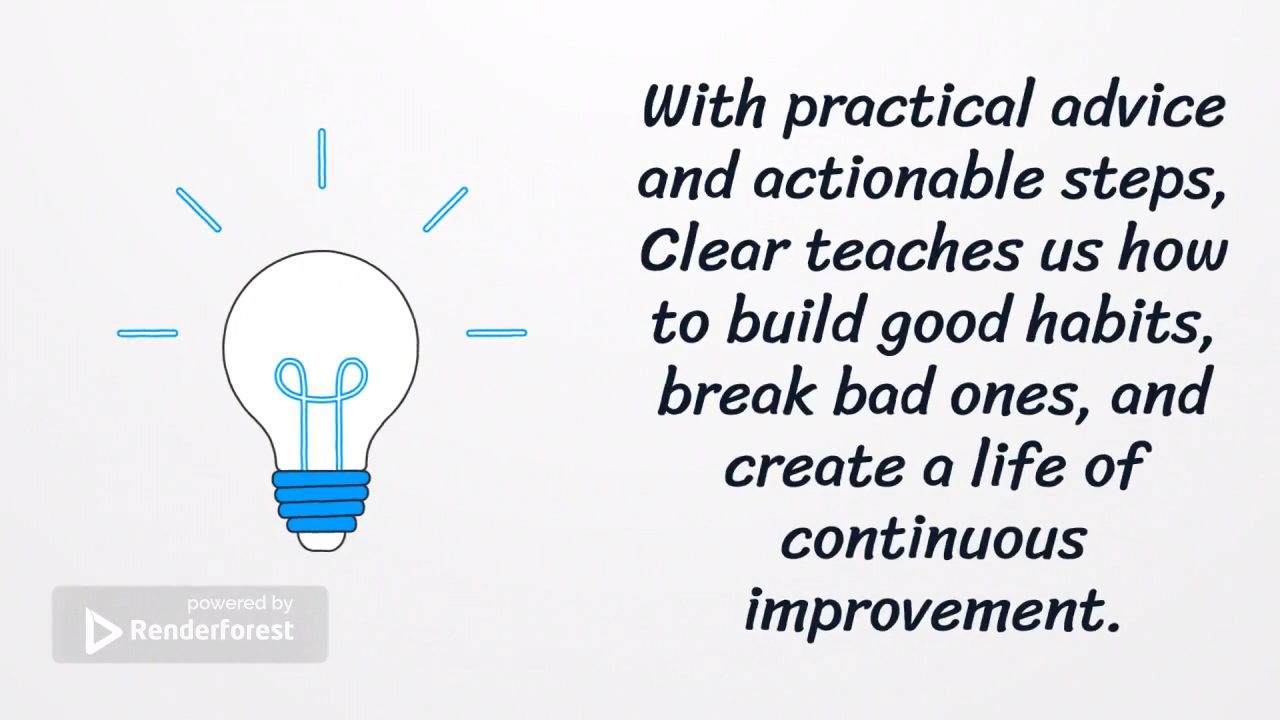 With practical advice
and actionable steps,
Clear teaches us how
to build good habits,
break bad ones, and
create a life of
continuous
improvement.
powered by
Renderforest